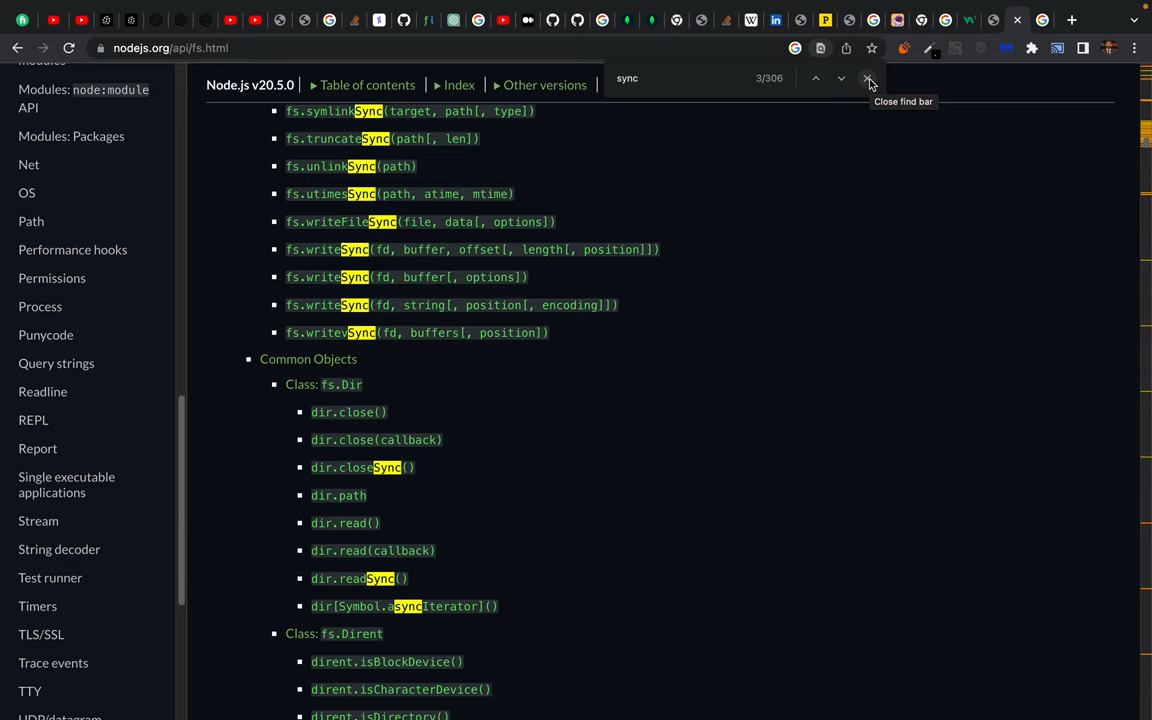 nodejs.org/api/fs.html
sync 3/306
Close find bar
Node.js v20.5.0 ▶ Table of contents ▶ Index ▶ Other versions
modules
Modules: node:module
API
Modules: Packages
Net
OS
Path
Performance hooks
Permissions
Process
Punycode
Query strings
Readline
REPL
Report
Single executable
applications
Stream
String decoder
Test runner
Timers
TLS/SSL
Trace events
TTY
UDP/datagram
fs.symlinkSync(target, path[, type])
fs.truncateSync(path[, len])
fs.unlinkSync(path)
fs.utimesSync(path, atime, mtime)
fs.writeFileSync(file, data[, options])
fs.writeSync(fd, buffer, offset[, length[, position]])
fs.writeSync(fd, buffer[, options])
fs.writeSync(fd, string[, position[, encoding]])
fs.writevSync(fd, buffers[, position])
Common Objects
Class: fs.Dir
dir.close()
dir.close(callback)
dir.closeSync()
dir.path
dir.read()
dir.read(callback)
dir.readSync()
dir[Symbol.asyncIterator]()
Class: fs.Dirent
dirent.isBlockDevice()
dirent.isCharacterDevice()
dirent.isDirectory()